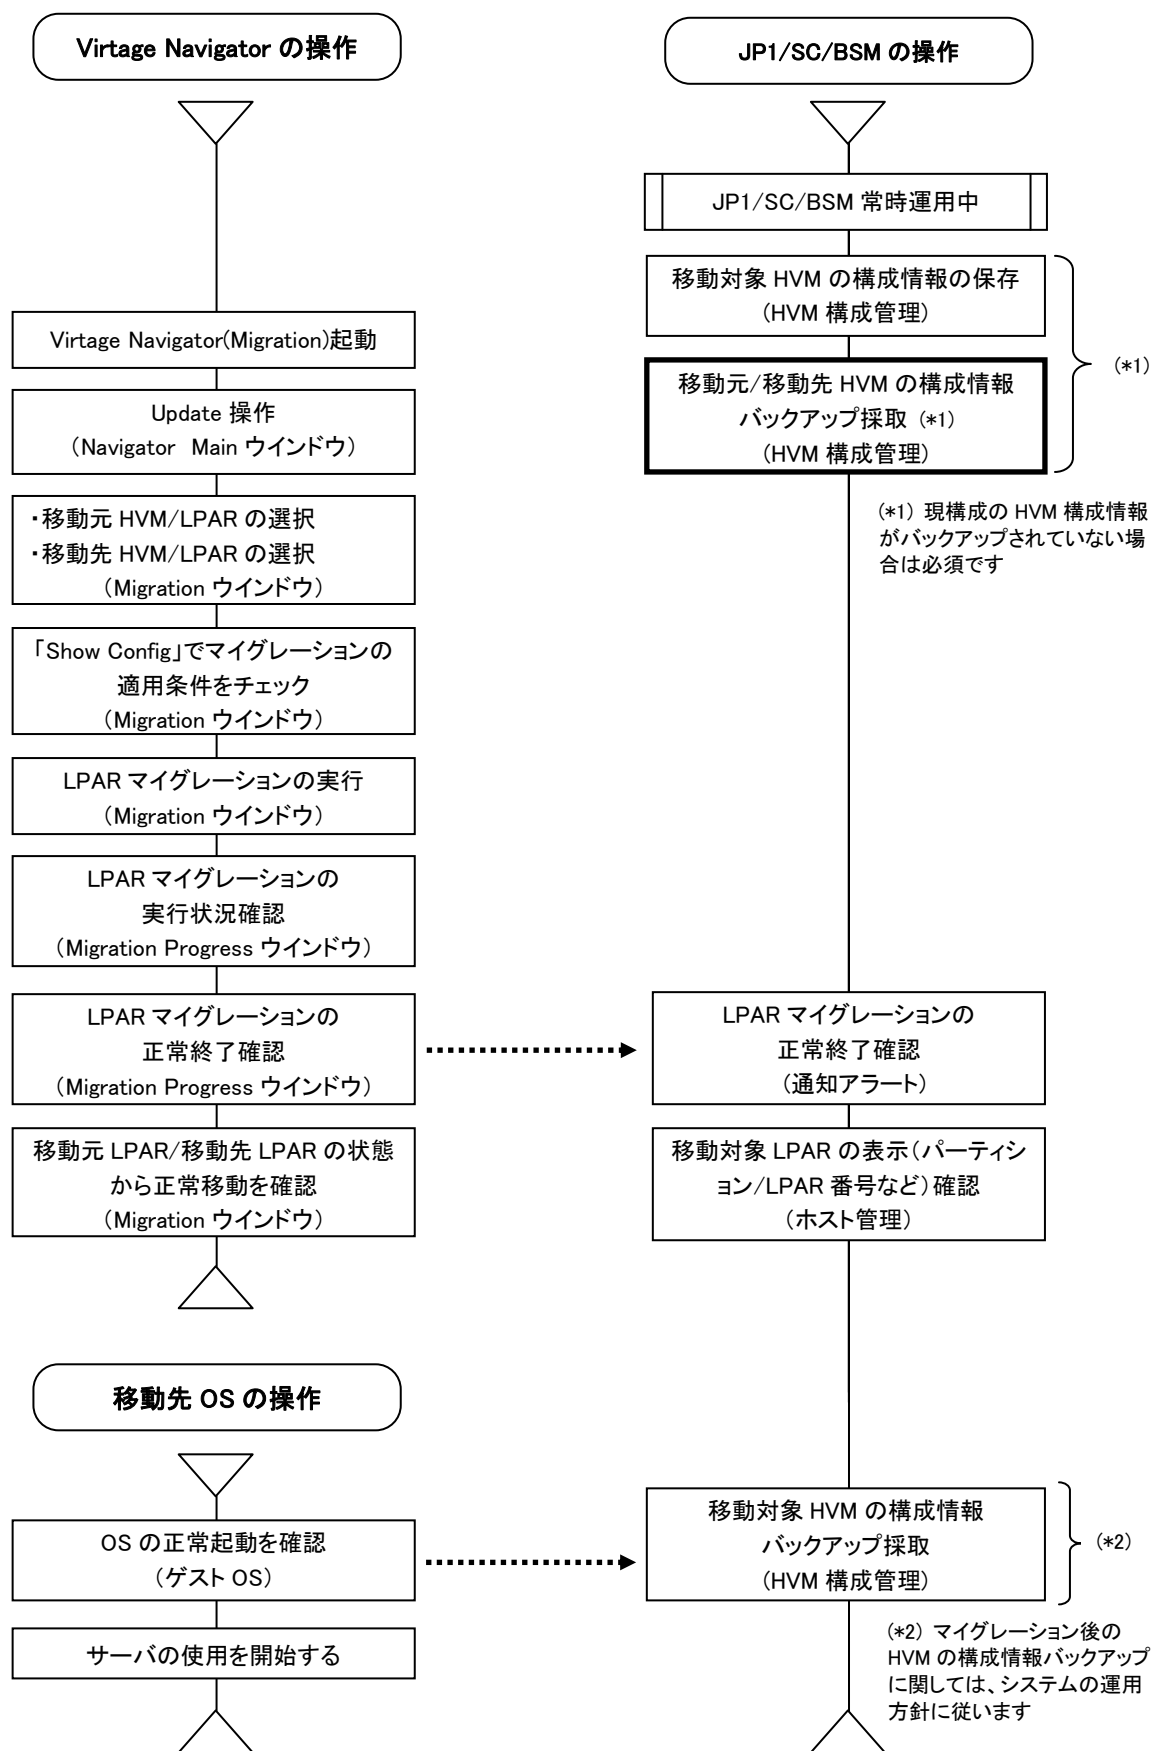 Virtage Navigator の操作
Virtage Navigator(Migration)起動
Update 操作
（Navigator Main ウインドウ）
・移動元 HVM/LPAR の選択
・移動先 HVM/LPAR の選択
（Migration ウインドウ）
「Show Config」でマイグレーションの
適用条件をチェック
（Migration ウインドウ）
LPAR マイグレーションの実行
（Migration ウインドウ）
LPAR マイグレーションの
実行状況確認
（Migration Progress ウインドウ）
LPAR マイグレーションの
正常終了確認
（Migration Progress ウインドウ）
移動元 LPAR/移動先 LPAR の状態
から正常移動を確認
（Migration ウインドウ）
移動先 OS の操作
OS の正常起動を確認
（ゲスト OS）
サーバの使用を開始する
JP1/SC/BSM の操作
JP1/SC/BSM 常時運用中
移動対象 HVM の構成情報の保存
（HVM 構成管理）
移動元/移動先 HVM の構成情報
バックアップ採取 (*1)
（HVM 構成管理）
(*1)
(*1) 現構成の HVM 構成情報
がバックアップされていない場
合は必須です
LPAR マイグレーションの
正常終了確認
（通知アラート）
移動対象 LPAR の表示（パーティシ
ョン/LPAR 番号など）確認
（ホスト管理）
移動対象 HVM の構成情報
バックアップ採取
（HVM 構成管理）
(*2)
(*2) マイグレーション後の
HVM の構成情報バックアップ
に関しては、システムの運用
方針に従います